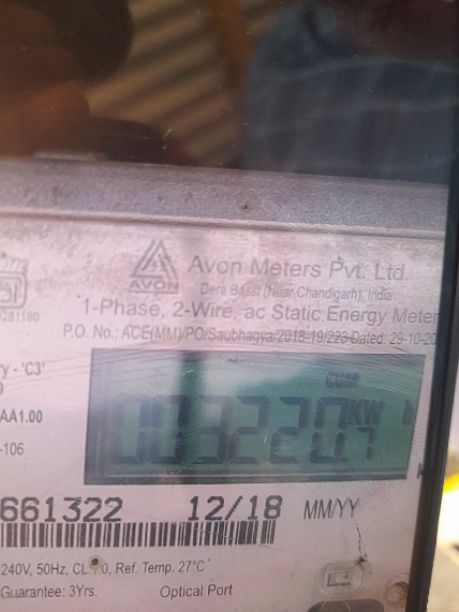 AVON
Avon Meters Pvt. Ltd.
Dera Bassi (Near Chandigarh), India
0281180
1-Phase, 2-Wire, ac Static Energy Meter
P.O. No.: ACE(MM)/PO/Saubhagya/2018-19/223 Dated: 29-10-20
ry - 'C3'
CUM
AA1.00
003220.7 KW
-106
661322 12/18 MM/YY
240V, 50Hz, CL.1.0, Ref. Temp. 27°C
Guarantee: 3Yrs. Optical Port